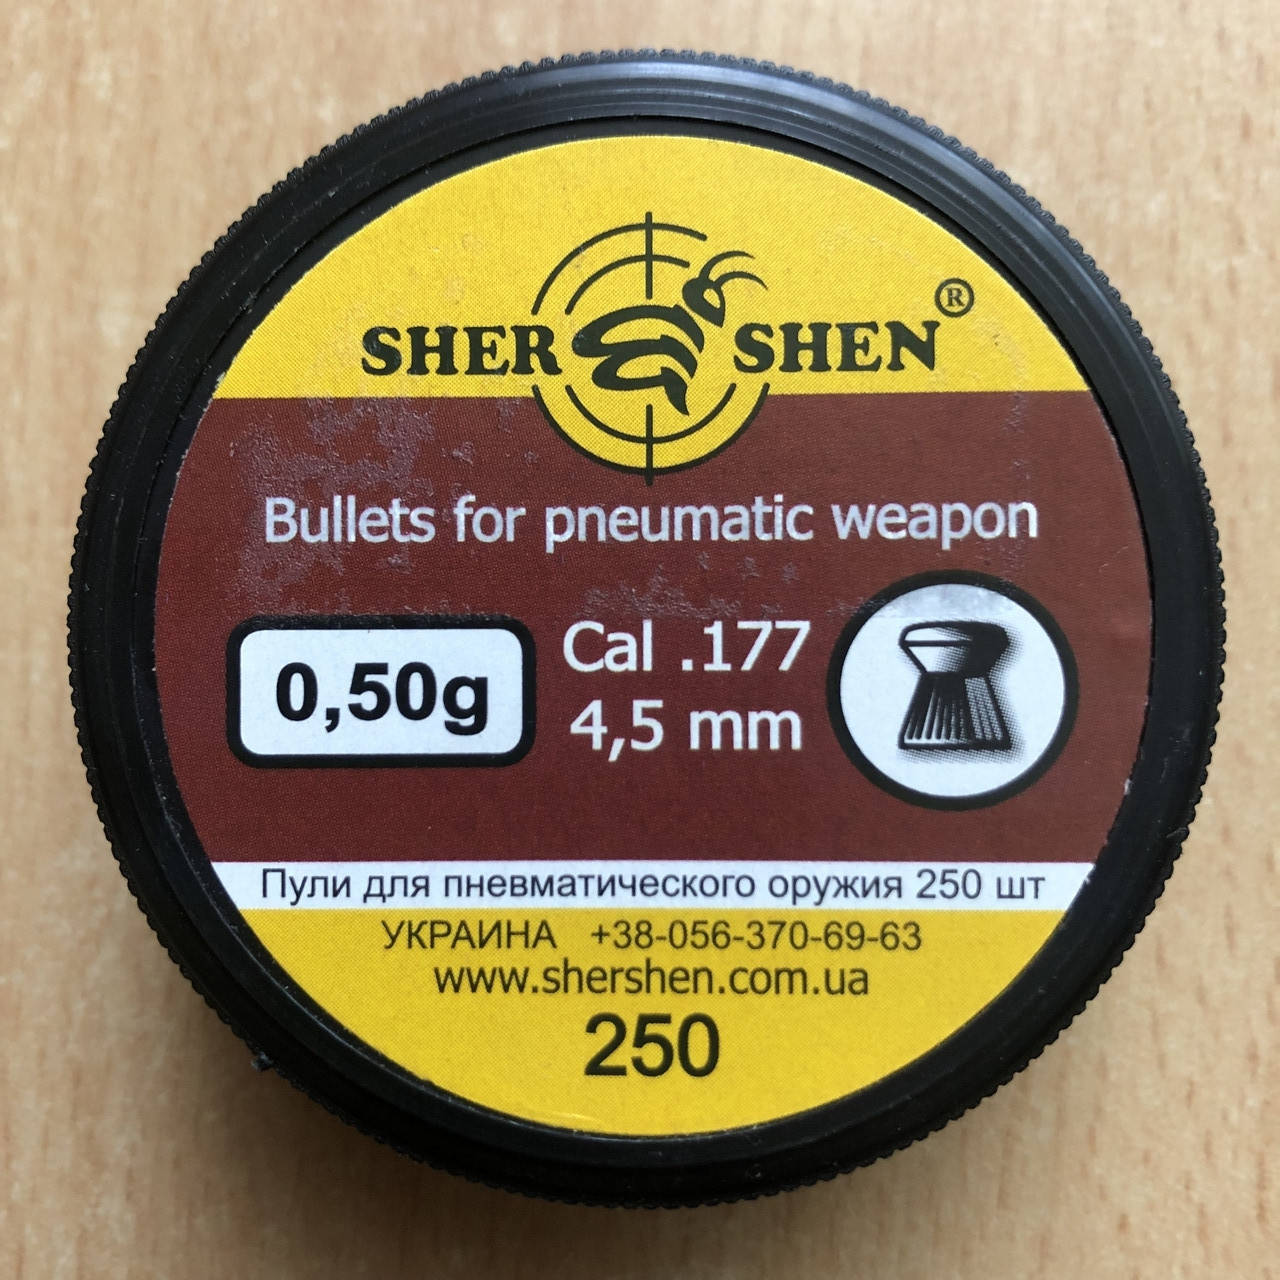 SHER SHEN®
Bullets for pneumatic weapon
0,50g
Cal .177
4,5 mm
Пули для пневматического оружия 250 шт
УКРАИНА +38-056-370-69-63
www.shershen.com.ua
250